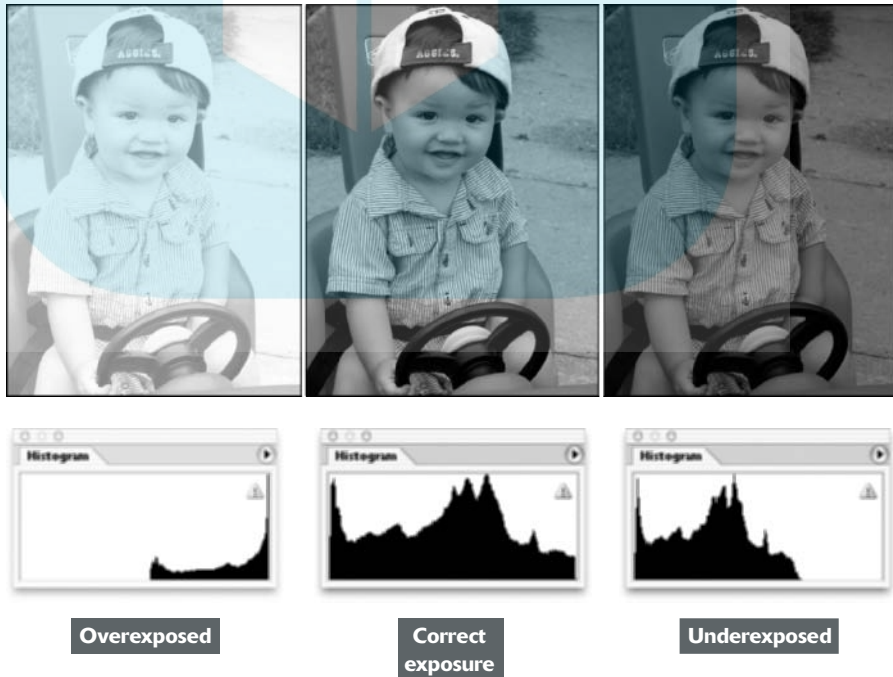 Histogram
Histogram
Histogram
Overexposed
Correct
exposure
Underexposed